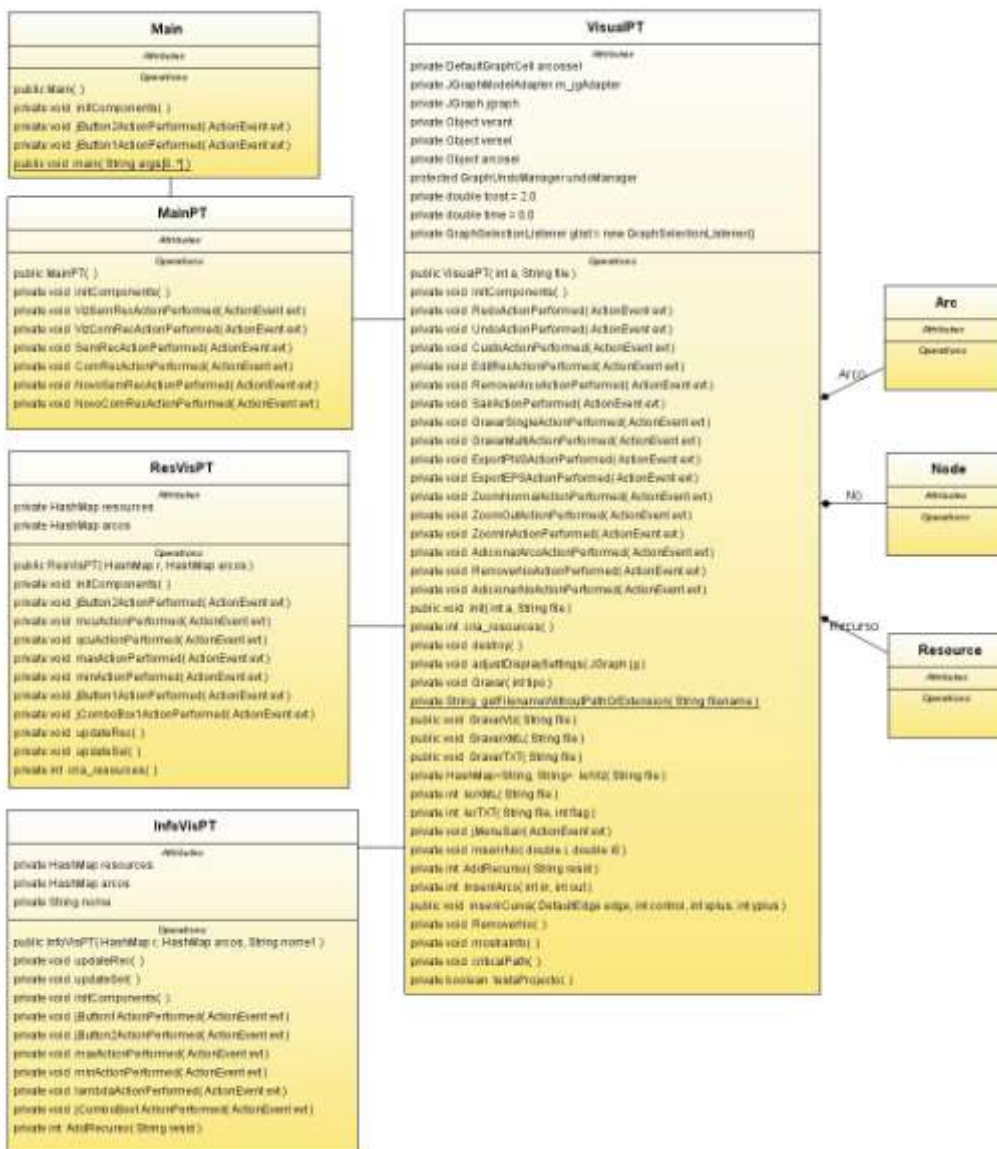 Main
Attributes
Operations
public Main( )
private void initComponents( )
private void jButton2ActionPerformed( ActionEvent evt )
private void jButton1ActionPerformed( ActionEvent evt )
public void main( String args[0..*] )
MainPT
Attributes
Operations
public MainPT( )
private void initComponents( )
private void VizSemRecActionPerformed( ActionEvent evt )
private void VizComRecActionPerformed( ActionEvent evt )
private void SemRecActionPerformed( ActionEvent evt )
private void ComRecActionPerformed( ActionEvent evt )
private void NovoSemRecActionPerformed( ActionEvent evt )
private void NovoComRecActionPerformed( ActionEvent evt )
ResVisPT
Attributes
private HashMap resources
private HashMap arcos
Operations
public ResVisPT( HashMap r, HashMap arcos )
private void initComponents( )
private void jButton2ActionPerformed( ActionEvent evt )
private void mcuActionPerformed( ActionEvent evt )
private void qcuActionPerformed( ActionEvent evt )
private void maxActionPerformed( ActionEvent evt )
private void minActionPerformed( ActionEvent evt )
private void jButton1ActionPerformed( ActionEvent evt )
private void jComboBox1ActionPerformed( ActionEvent evt )
private void updateRec( )
private void updateSel( )
private int cria_resources( )
InfoVisPT
Attributes
private HashMap resources
private HashMap arcos
private String nome
Operations
public InfoVisPT( HashMap r, HashMap arcos, String nome1 )
private void updateRec( )
private void updateSel( )
private void initComponents( )
private void jButton1ActionPerformed( ActionEvent evt )
private void jButton2ActionPerformed( ActionEvent evt )
private void maxActionPerformed( ActionEvent evt )
private void minActionPerformed( ActionEvent evt )
private void lambdaActionPerformed( ActionEvent evt )
private void jComboBox1ActionPerformed( ActionEvent evt )
private int AddRecurso( String resid )
VisualPT
Attributes
private DefaultGraphCell arcossel
private JGraphModelAdapter m_jgAdapter
private JGraph jgraph
private Object verant
private Object versel
private Object arcosel
protected GraphUndoManager undoManager
private double tcost = 2.0
private double time = 0.0
private GraphSelectionListener glist = new GraphSelectionListener()
Operations
public VisualPT( int a, String file )
private void initComponents( )
private void RedoActionPerformed( ActionEvent evt )
private void UndoActionPerformed( ActionEvent evt )
private void CustoActionPerformed( ActionEvent evt )
private void EditRecActionPerformed( ActionEvent evt )
private void RemoverArcoActionPerformed( ActionEvent evt )
private void SairActionPerformed( ActionEvent evt )
private void GravarSingleActionPerformed( ActionEvent evt )
private void GravarMultiActionPerformed( ActionEvent evt )
private void ExportPNGActionPerformed( ActionEvent evt )
private void ExportEPSActionPerformed( ActionEvent evt )
private void ZoomNormalActionPerformed( ActionEvent evt )
private void ZoomOutActionPerformed( ActionEvent evt )
private void ZoomInActionPerformed( ActionEvent evt )
private void AdicionarArcoActionPerformed( ActionEvent evt )
private void RemoverNoActionPerformed( ActionEvent evt )
private void AdicionarNoActionPerformed( ActionEvent evt )
public void init( int a, String file )
private int cria_resources( )
private void destroy( )
private void adjustDisplaySettings( JGraph jg )
private void Gravar( int tipo )
private String getFilenameWithoutPathOrExtension( String filename )
public void GravarViz( String file )
public void GravarXML( String file )
public void GravarTXT( String file )
private HashMap<String, String> lerViz( String file )
private int lerXML( String file )
private int lerTXT( String file, int flag )
private void jMenuSair( ActionEvent evt )
private void InserirNo( double i, double i0 )
private int AddRecurso( String resid )
private int InserirArco( int in, int out )
public void inserirCurva( DefaultEdge edge, int control, int xplus, int yplus )
private void RemoverNo( )
private void mostraInfo( )
private void criticalPath( )
private boolean testaProjecto( )
Arco
Arc
Attributes
Operations
No
Node
Attributes
Operations
Recurso
Resource
Attributes
Operations